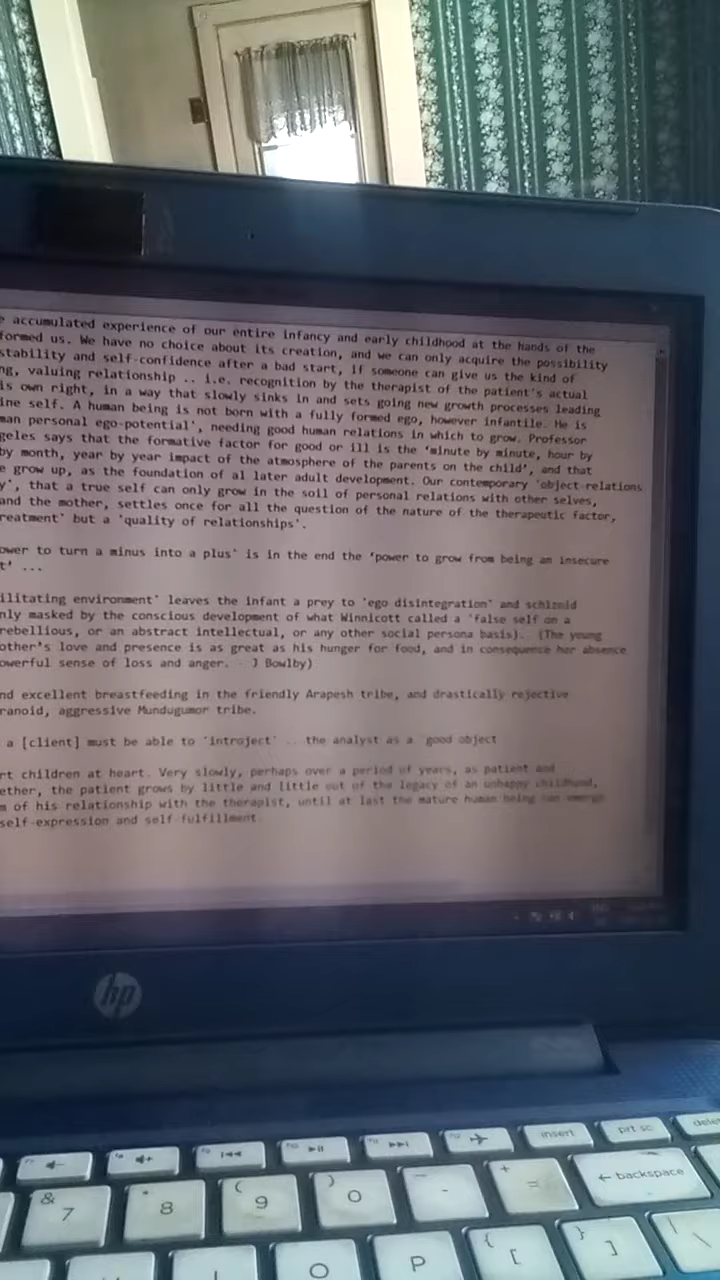 accumulated experience of our entire infancy and early childhood at the hands of the
formed us. We have no choice about its creation, and we can only acquire the possibility
stability and self-confidence after a bad start, if someone can give us the kind of
ng, valuing relationship .. i.e. recognition by the therapist of the patient's actual
is own right, in a way that slowly sinks in and sets going new growth processes leading
ine self. A human being is not born with a fully formed ego, however infantile. He is
man personal ego-potential', needing good human relations in which to grow. Professor
geles says that the formative factor for good or ill is the 'minute by minute, hour by
by month, year by year impact of the atmosphere of the parents on the child', and that
e grow up, as the foundation of al later adult development. Our contemporary 'object-relations
y', that a true self can only grow in the soil of personal relations with other selves,
and the mother, settles once for all the question of the nature of the therapeutic factor,
reatment' but a 'quality of relationships'.
ower to turn a minus into a plus' is in the end the 'power to grow from being an insecure
t' ...
ilitating environment' leaves the infant a prey to 'ego disintegration' and schizoid
nly masked by the conscious development of what Winnicott called a 'false self on a
rebellious, or an abstract intellectual, or any other social persona basis). (The young
other's love and presence is as great as his hunger for food, and in consequence her absence
owerful sense of loss and anger. - J Bowlby)
nd excellent breastfeeding in the friendly Arapesh tribe, and drastically rejective
ranoid, aggressive Mundugumor tribe.
a [client] must be able to 'introject' .. the analyst as a 'good object
rt children at heart. Very slowly, perhaps over a period of years, as patient and
ether, the patient grows by little and little out of the legacy of an unhappy childhood,
m of his relationship with the therapist, until at last the mature human being can emerge
self-expression and self-fulfillment
hp
insert
prt sc
delet
& 7
* 8
( 9
) 0
_ -
+ =
← backspace
O
P
{ [
} ]
| \